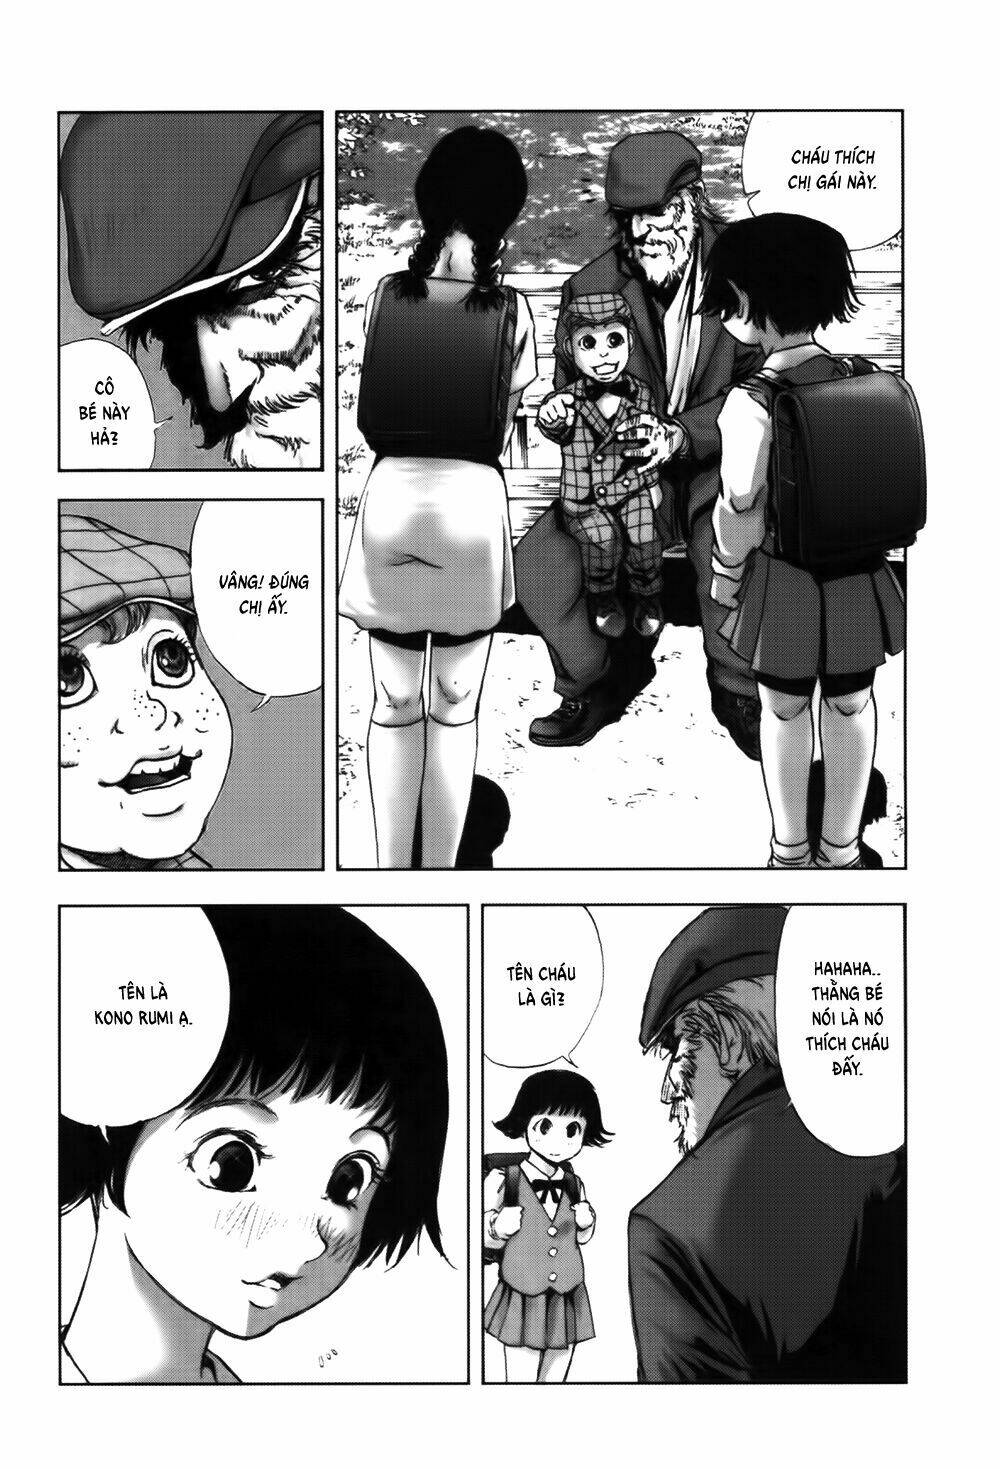 CHÁU THÍCH
CHỊ GÁI NÀY.
CÔ
BÉ NÀY
HẢ?
VÂNG! ĐÚNG
CHỊ ẤY.
HAHAHA..
THẰNG BÉ
NÓI LÀ NÓ
THÍCH CHÁU
ĐẤY.
TÊN CHÁU
LÀ GÌ?
TÊN LÀ
KONO RUMI Ạ.